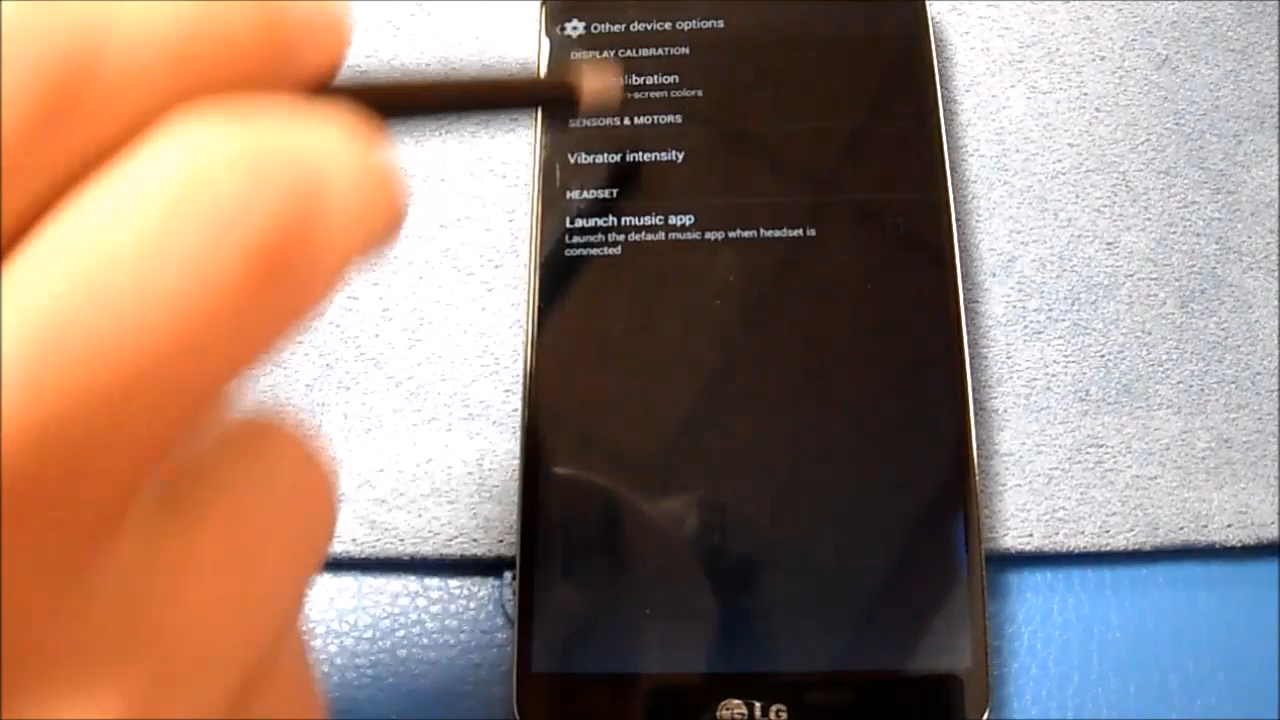 Other device options
DISPLAY CALIBRATION
calibration
screen colors
SENSORS & MOTORS
Vibrator intensity
HEADSET
Launch music app
Launch the default music app when headset is
connected
LG